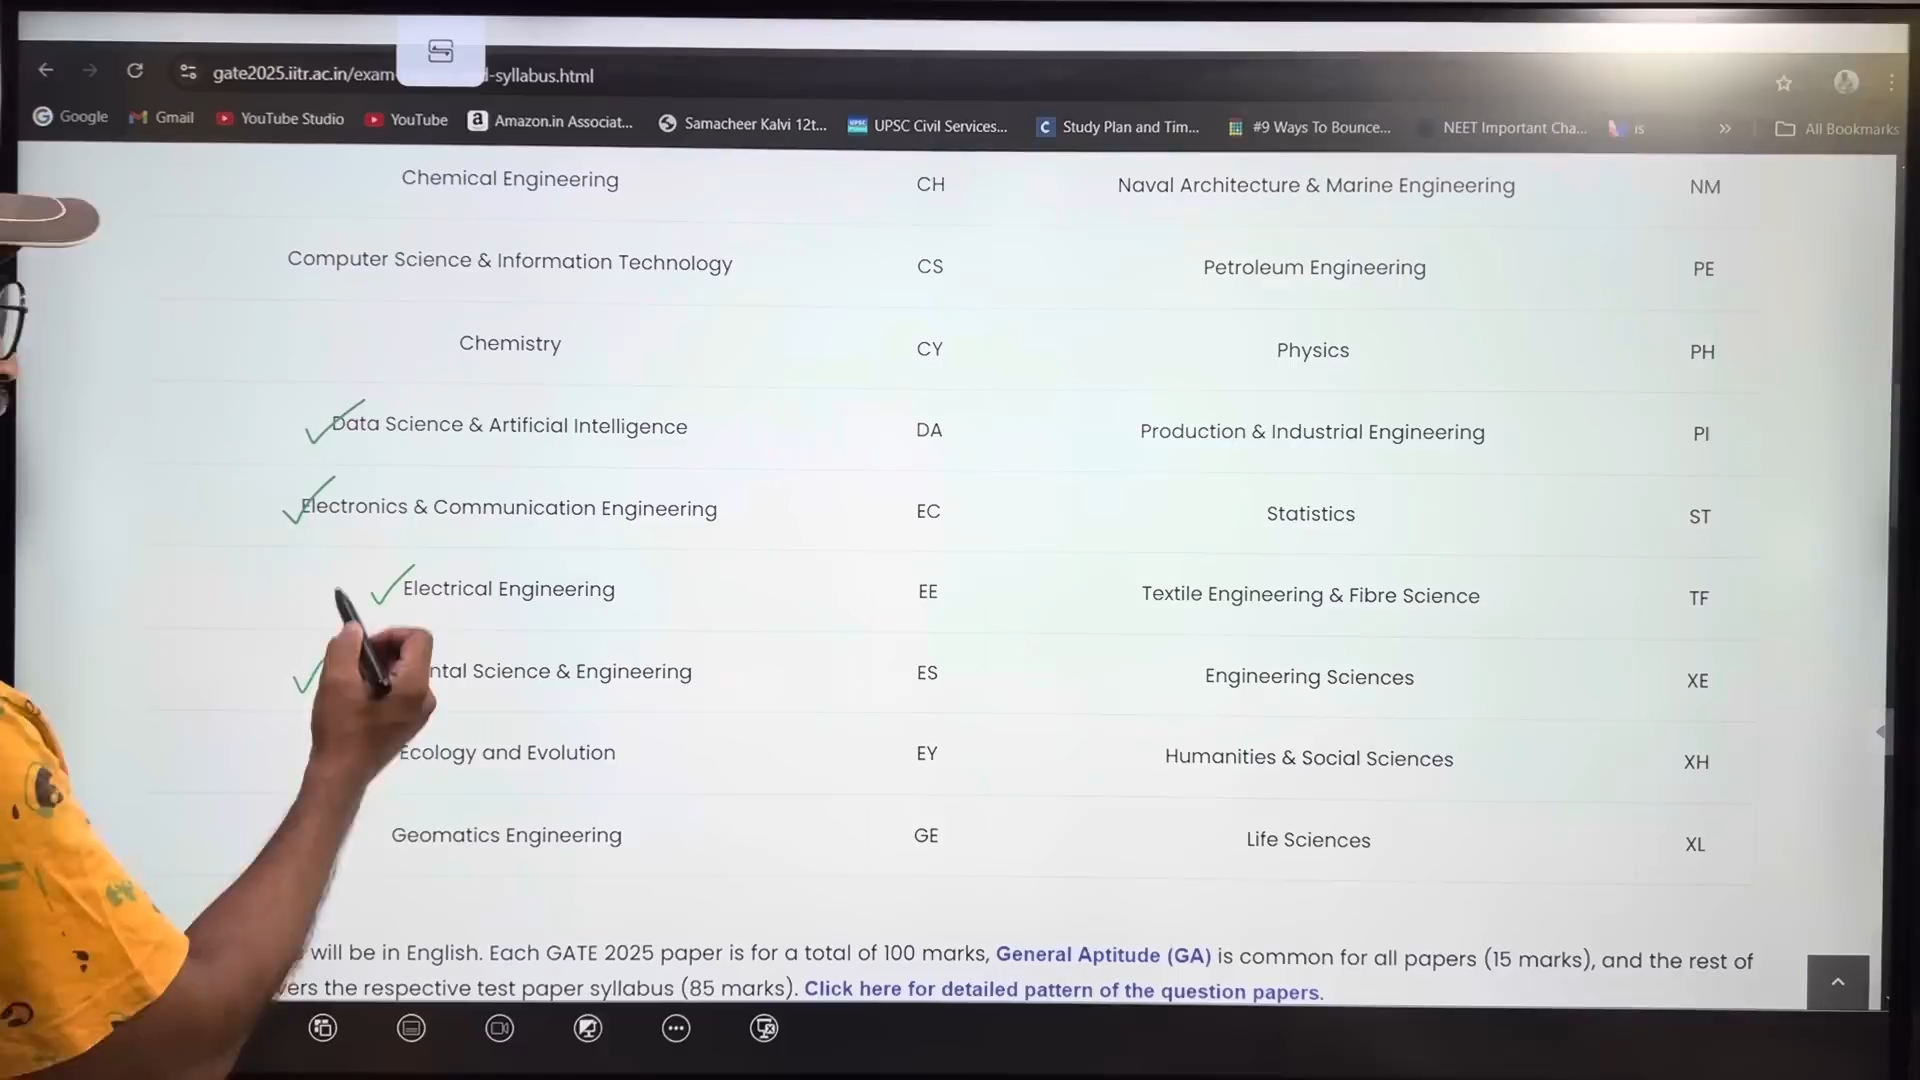 gate2025.iitr.ac.in/exam
-syllabus.html
Google
Gmail
YouTube Studio
YouTube
Amazon.in Associat...
Samacheer Kalvi 12t...
UPSC Civil Services...
Study Plan and Tim...
#9 Ways To Bounce...
NEET Important Cha...
is
All Bookmarks
Chemical Engineering CH Naval Architecture & Marine Engineering NM
Computer Science & Information Technology CS Petroleum Engineering PE
Chemistry CY Physics PH
Data Science & Artificial Intelligence DA Production & Industrial Engineering PI
Electronics & Communication Engineering EC Statistics ST
Electrical Engineering EE Textile Engineering & Fibre Science TF
ntal Science & Engineering ES Engineering Sciences XE
Ecology and Evolution EY Humanities & Social Sciences XH
Geomatics Engineering GE Life Sciences XL
will be in English. Each GATE 2025 paper is for a total of 100 marks, General Aptitude (GA) is common for all papers (15 marks), and the rest of
ers the respective test paper syllabus (85 marks). Click here for detailed pattern of the question papers.